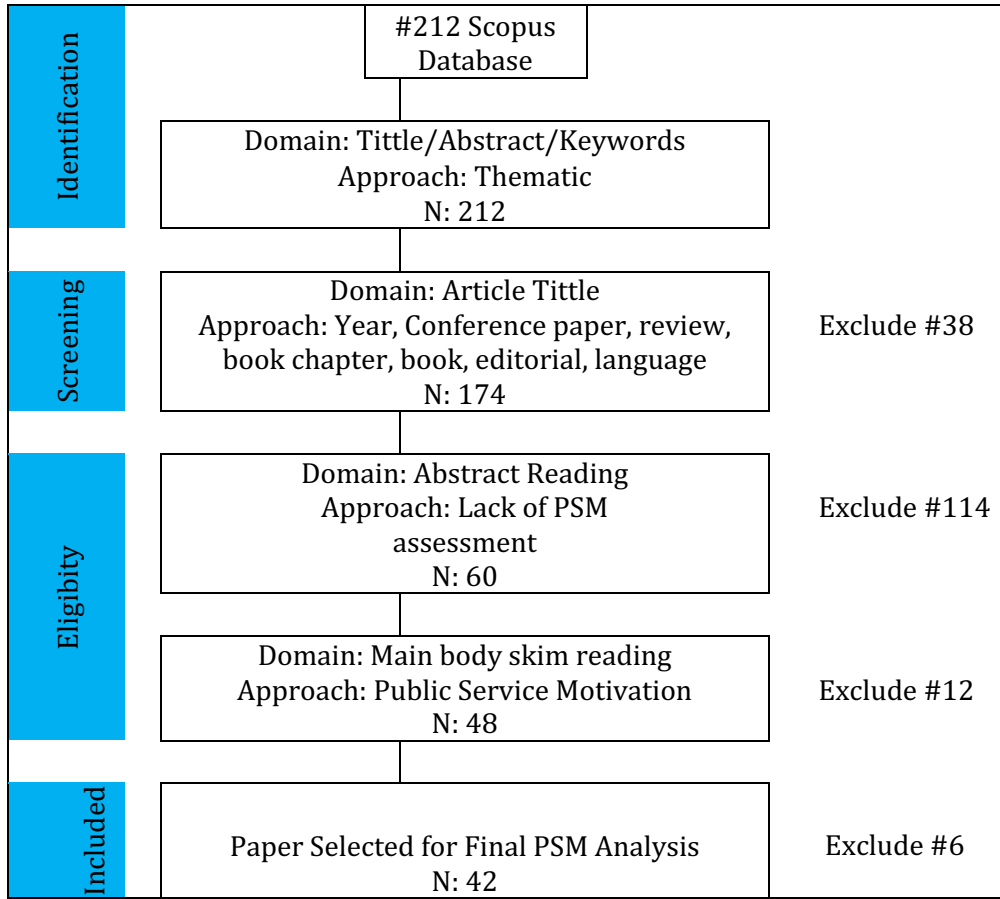 Identification
#212 Scopus
Database
Domain: Tittle/Abstract/Keywords
Approach: Thematic
N: 212
Screening
Domain: Article Tittle
Approach: Year, Conference paper, review,
book chapter, book, editorial, language
N: 174
Exclude #38
Eligibity
Domain: Abstract Reading
Approach: Lack of PSM
assessment
N: 60
Exclude #114
Domain: Main body skim reading
Approach: Public Service Motivation
N: 48
Exclude #12
Included
Paper Selected for Final PSM Analysis
N: 42
Exclude #6